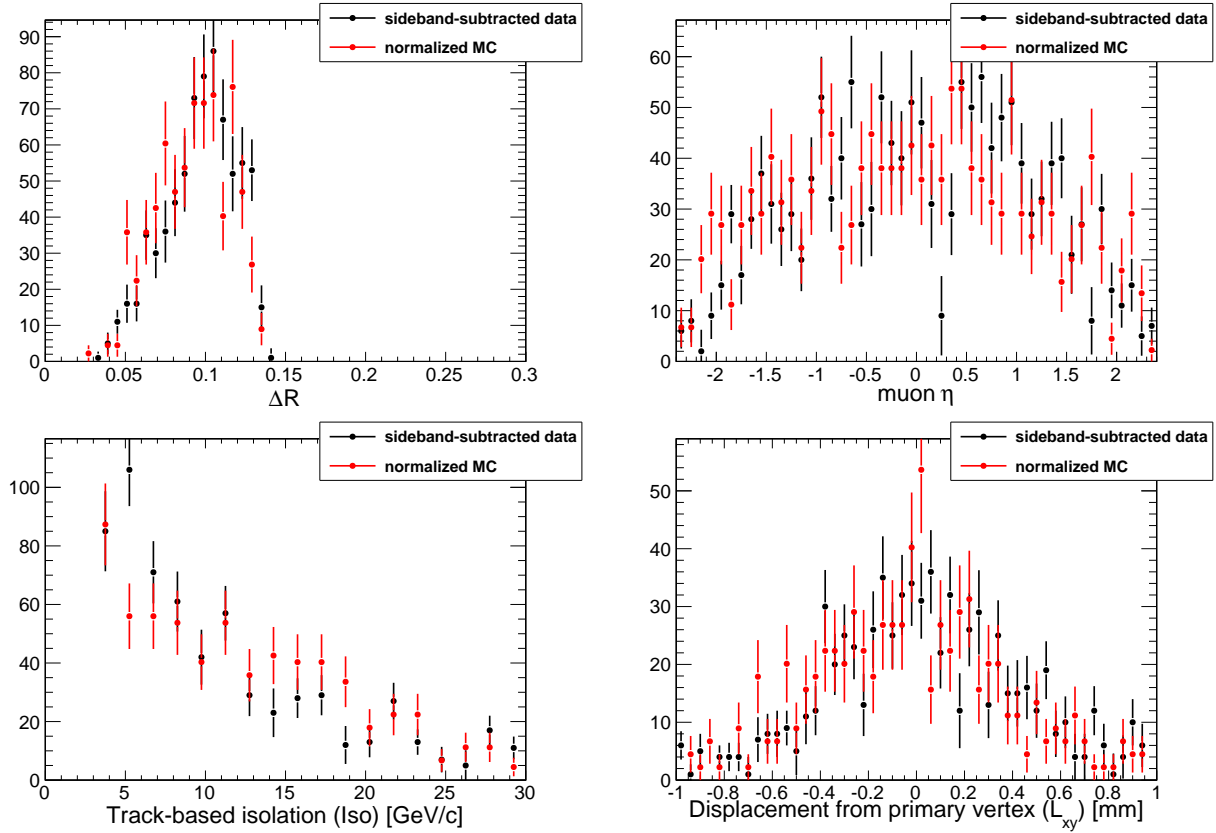 sideband-subtracted data
normalized MC
90
80
70
60
50
40
30
20
10
0
0 0.05 0.1 0.15 0.2 0.25 0.3
ΔR
sideband-subtracted data
normalized MC
60
50
40
30
20
10
0
-2 -1.5 -1 -0.5 0 0.5 1 1.5 2
muon η
sideband-subtracted data
normalized MC
100
80
60
40
20
0
0 5 10 15 20 25 30
Track-based isolation (Iso) [GeV/c]
sideband-subtracted data
normalized MC
50
40
30
20
10
0
-1 -0.8 -0.6 -0.4 -0.2 0 0.2 0.4 0.6 0.8 1
Displacement from primary vertex (L_xy) [mm]